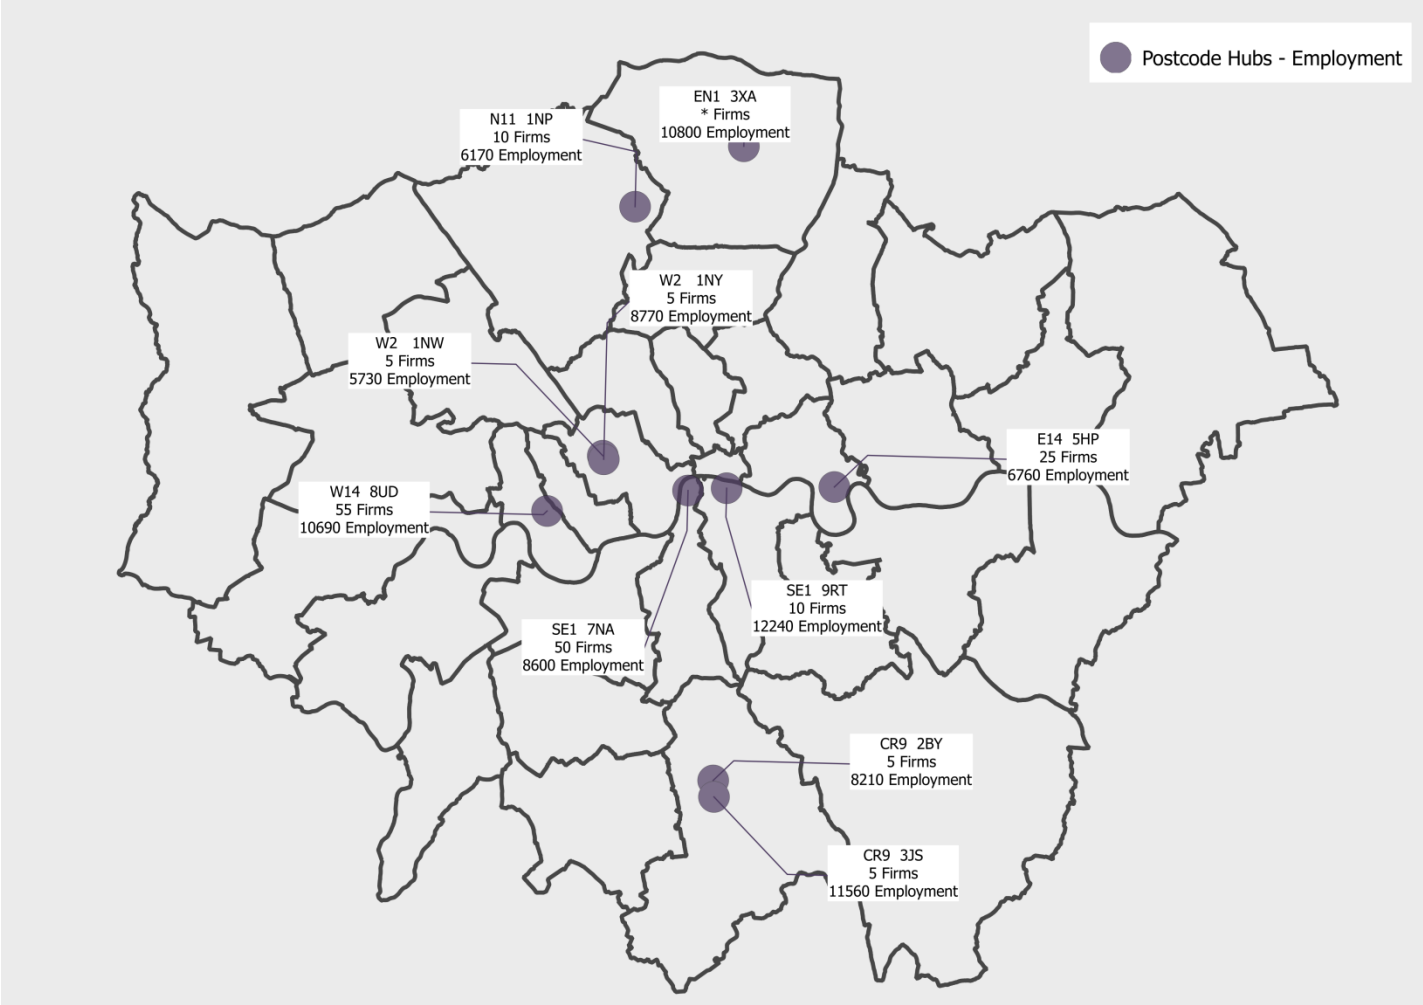 Postcode Hubs - Employment
EN1 3XA
* Firms
10800 Employment
N11 1NP
10 Firms
6170 Employment
W2 1NY
5 Firms
8770 Employment
W2 1NW
5 Firms
5730 Employment
E14 5HP
25 Firms
6760 Employment
W14 8UD
55 Firms
10690 Employment
SE1 9RT
10 Firms
12240 Employment
SE1 7NA
50 Firms
8600 Employment
CR9 2BY
5 Firms
8210 Employment
CR9 3JS
5 Firms
11560 Employment